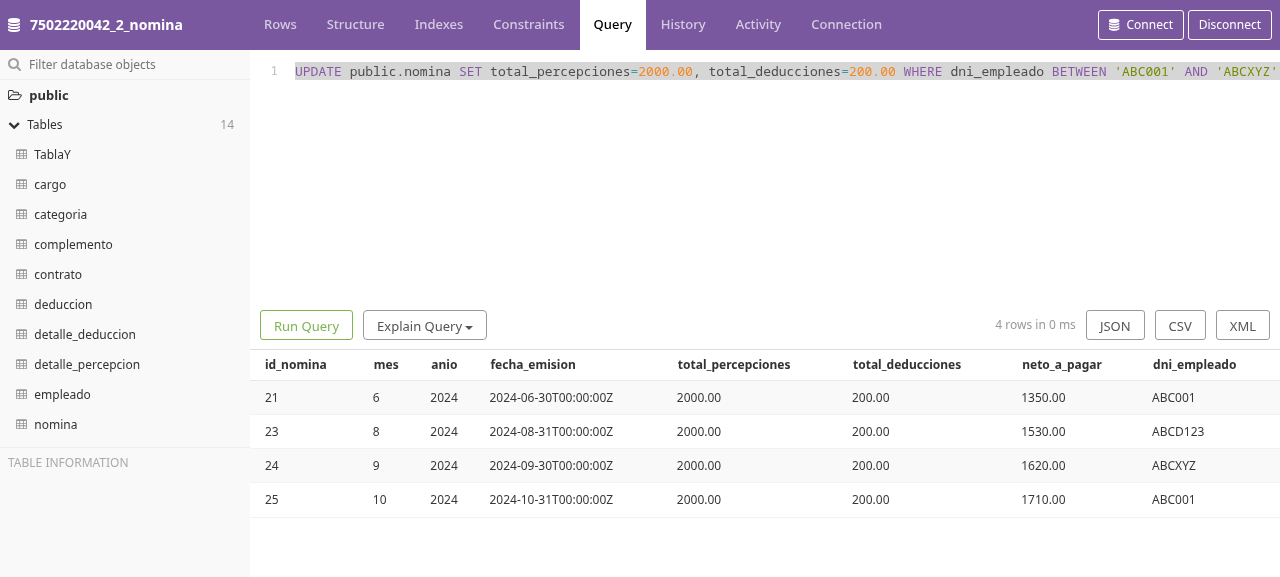 7502220042_2_nomina
Rows Structure Indexes Constraints Query History Activity Connection
Connect Disconnect
Filter database objects
public
Tables 14
TablaY
cargo
categoria
complemento
contrato
deduccion
detalle_deduccion
detalle_percepcion
empleado
nomina
TABLE INFORMATION
1 UPDATE public.nomina SET total_percepciones=2000.00, total_deducciones=200.00 WHERE dni_empleado BETWEEN 'ABC001' AND 'ABCXYZ'
Run Query Explain Query 4 rows in 0 ms JSON CSV XML
id_nomina mes anio fecha_emision total_percepciones total_deducciones neto_a_pagar dni_empleado
21 6 2024 2024-06-30T00:00:00Z 2000.00 200.00 1350.00 ABC001
23 8 2024 2024-08-31T00:00:00Z 2000.00 200.00 1530.00 ABCD123
24 9 2024 2024-09-30T00:00:00Z 2000.00 200.00 1620.00 ABCXYZ
25 10 2024 2024-10-31T00:00:00Z 2000.00 200.00 1710.00 ABC001